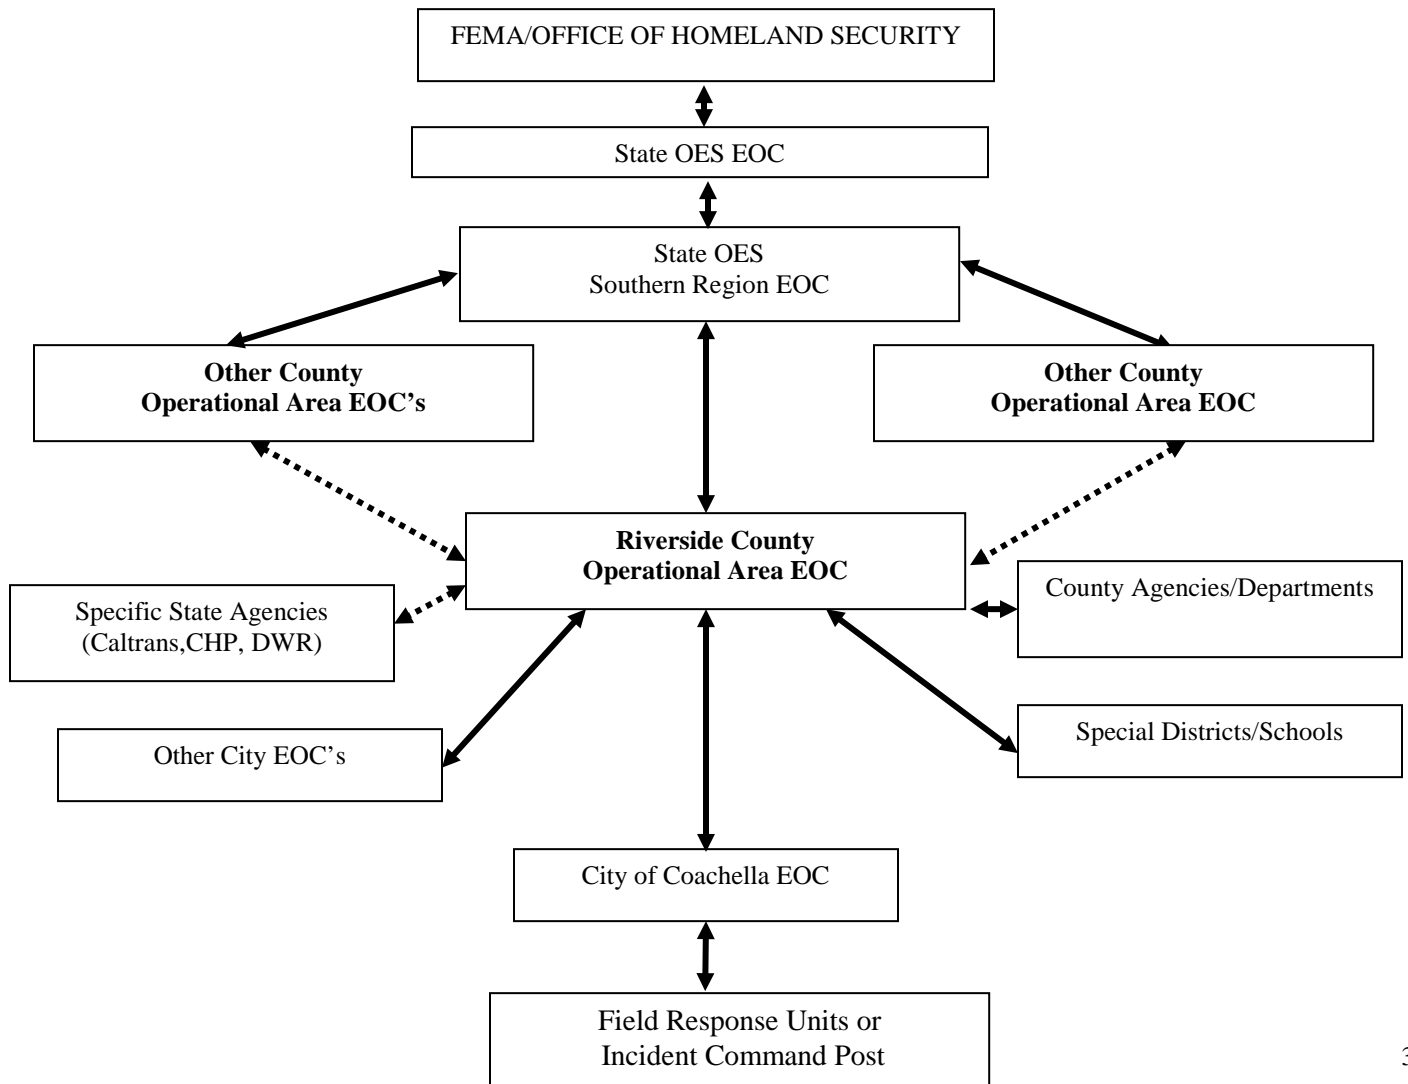 FEMA/OFFICE OF HOMELAND SECURITY
State OES EOC
State OES
Southern Region EOC
Other County
Operational Area EOC’s
Other County
Operational Area EOC
Riverside County
Operational Area EOC
Specific State Agencies
(Caltrans,CHP, DWR)
County Agencies/Departments
Other City EOC’s
Special Districts/Schools
City of Coachella EOC
Field Response Units or
Incident Command Post